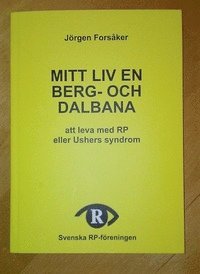 Jörgen Forsåker
MITT LIV EN
BERG- OCH
DALBANA
att leva med RP
eller Ushers syndrom
R
Svenska RP-föreningen